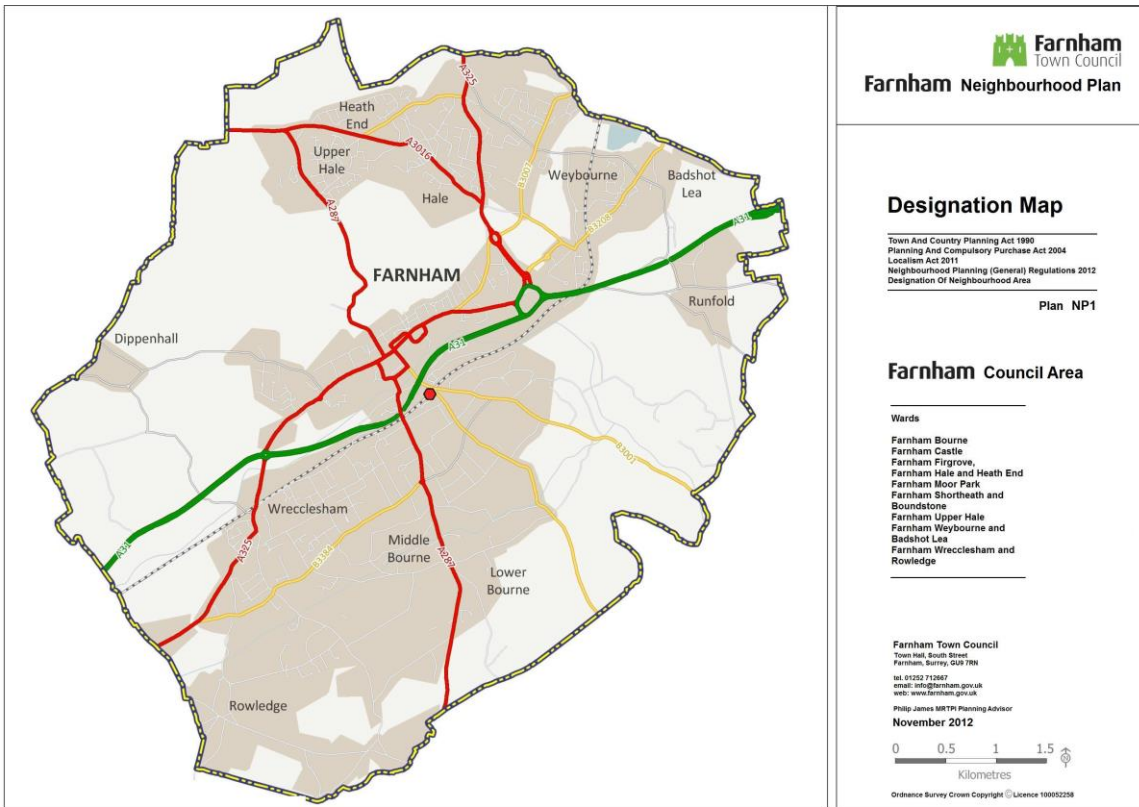 A325
Heath
End
A3016
Upper
Hale
B3007
Weybourne
Badshot
Lea
Hale
A287
B3208
A31
FARNHAM
Runfold
Dippenhall
A31
B3001
Wrecclesham
A31
A325
B3384
Middle
Bourne
A287
Lower
Bourne
Rowledge
Farnham
Town Council
Farnham Neighbourhood Plan
Designation Map
Town And Country Planning Act 1990
Planning And Compulsory Purchase Act 2004
Localism Act 2011
Neighbourhood Planning (General) Regulations 2012
Designation Of Neighbourhood Area
Plan NP1
Farnham Council Area
Wards
Farnham Bourne
Farnham Castle
Farnham Firgrove,
Farnham Hale and Heath End
Farnham Moor Park
Farnham Shortheath and
Boundstone
Farnham Upper Hale
Farnham Weybourne and
Badshot Lea
Farnham Wrecclesham and
Rowledge
Farnham Town Council
Town Hall, South Street
Farnham, Surrey, GU9 7RN
tel. 01252 712667
email: info@farnham.gov.uk
web: www.farnham.gov.uk
Philip James MRTPI Planning Advisor
November 2012
0 0.5 1 1.5
N
Kilometres
Ordnance Survey Crown Copyright © Licence 100052258